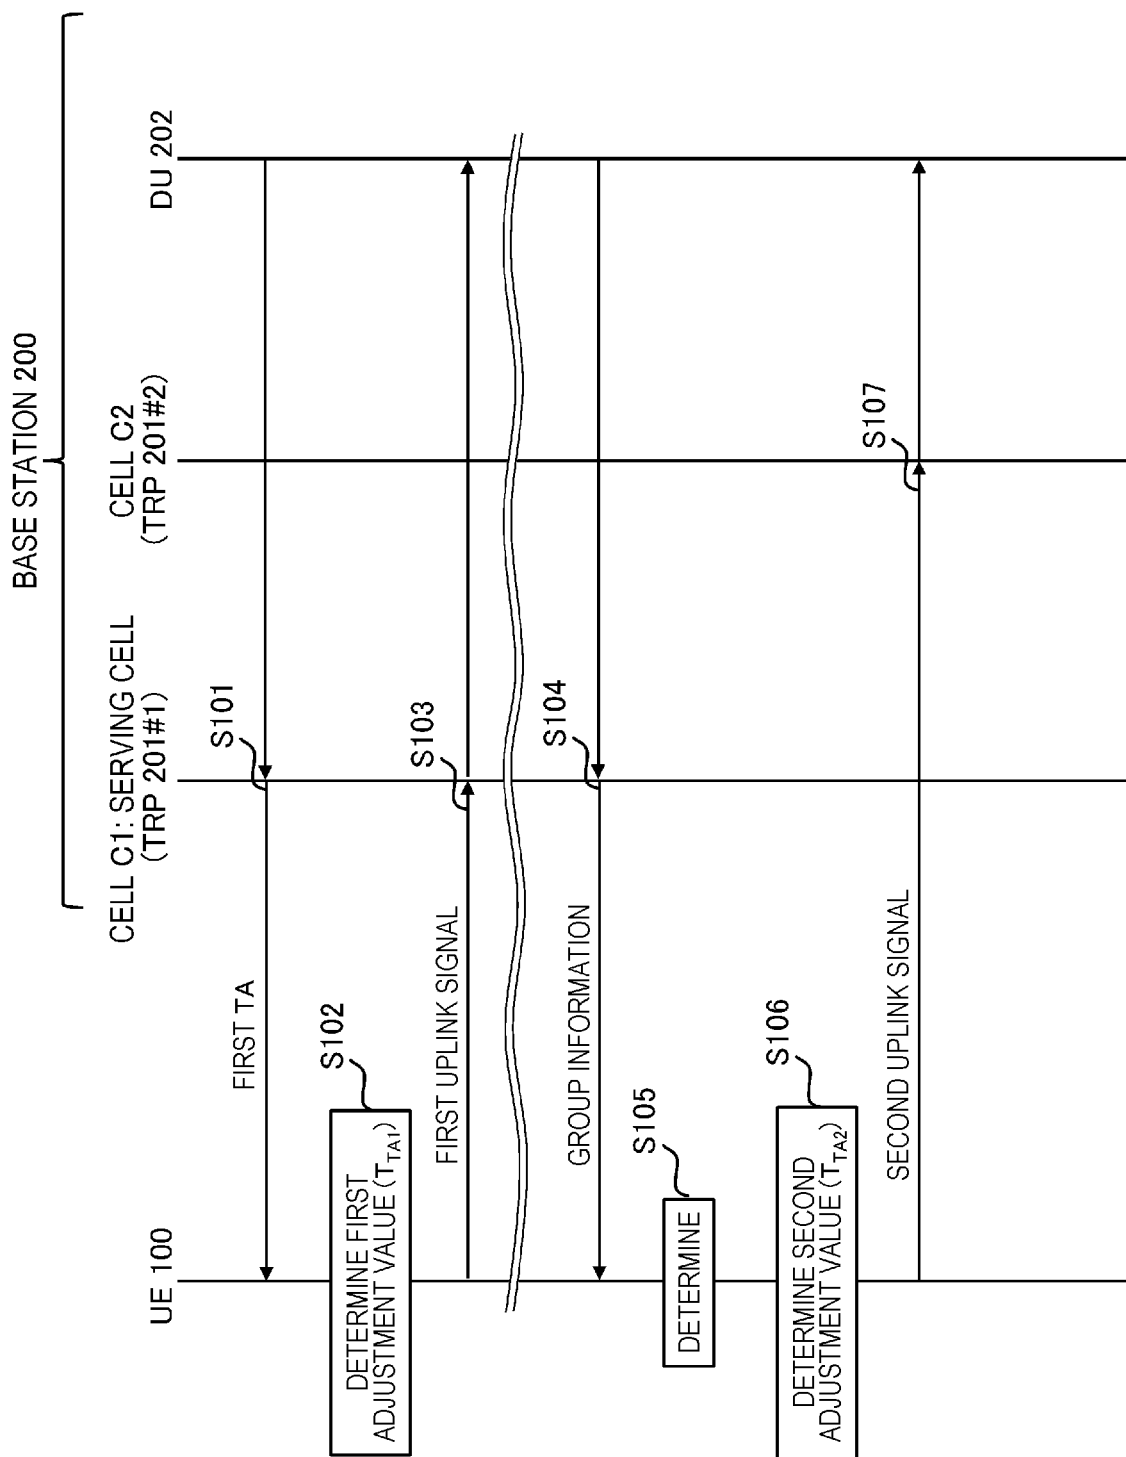 BASE STATION 200
UE 100
CELL C1: SERVING CELL
(TRP 201#1)
CELL C2
(TRP 201#2)
DU 202
FIRST TA
S101
DETERMINE FIRST
ADJUSTMENT VALUE (TTA1)
S102
FIRST UPLINK SIGNAL
S103
GROUP INFORMATION
S104
DETERMINE
S105
DETERMINE SECOND
ADJUSTMENT VALUE (TTA2)
S106
SECOND UPLINK SIGNAL
S107